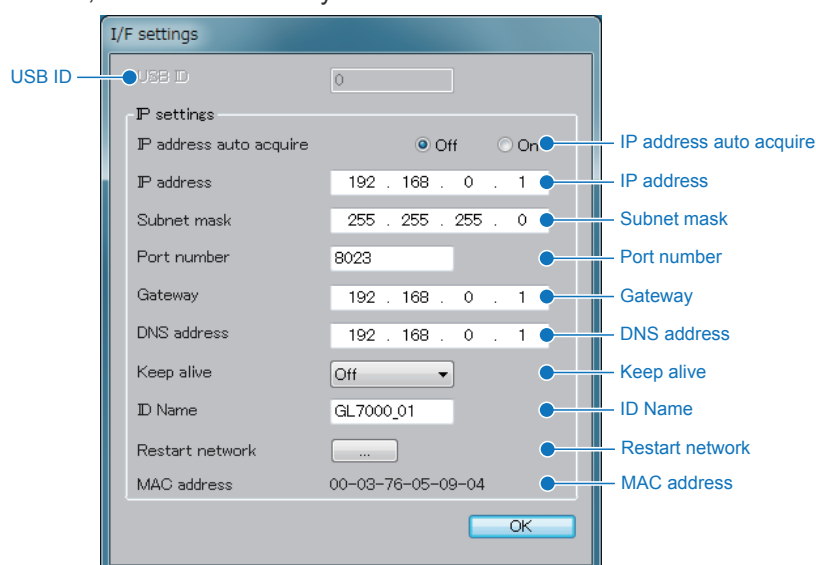 I/F settings
USB ID USB ID 0
IP settings
IP address auto acquire Off On IP address auto acquire
IP address 192 . 168 . 0 . 1 IP address
Subnet mask 255 . 255 . 255 . 0 Subnet mask
Port number 8023 Port number
Gateway 192 . 168 . 0 . 1 Gateway
DNS address 192 . 168 . 0 . 1 DNS address
Keep alive Off Keep alive
ID Name GL7000_01 ID Name
Restart network ... Restart network
MAC address 00-03-76-05-09-04 MAC address
OK